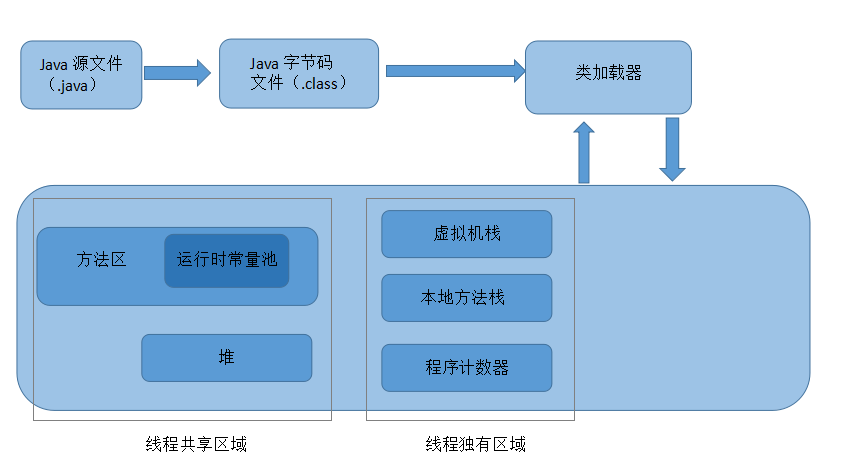 Java 源文件
（.java）
Java 字节码
文件（.class）
类加载器
方法区
运行时常量池
堆
虚拟机栈
本地方法栈
程序计数器
线程共享区域
线程独有区域